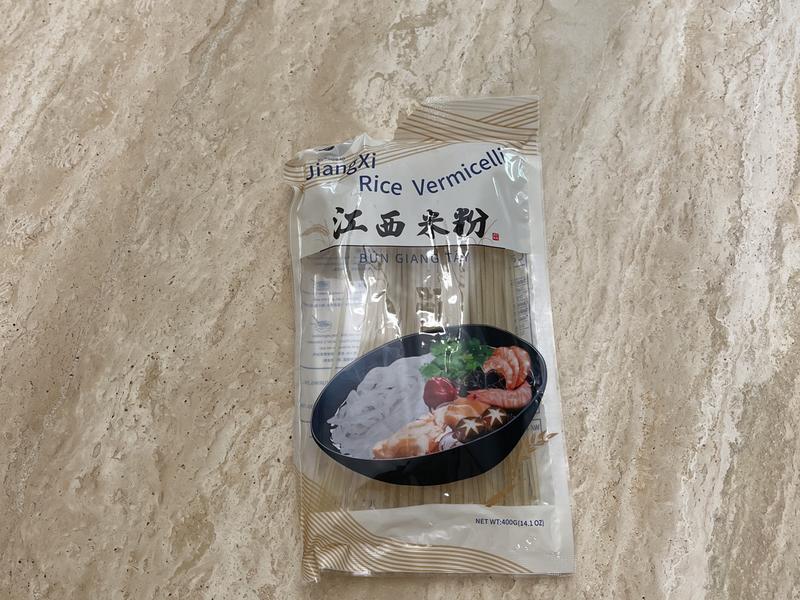 JiangXi
Rice Vermicelli
江西米粉
BÚN GIANG TÂY
NET WT:400G(14.1 OZ)